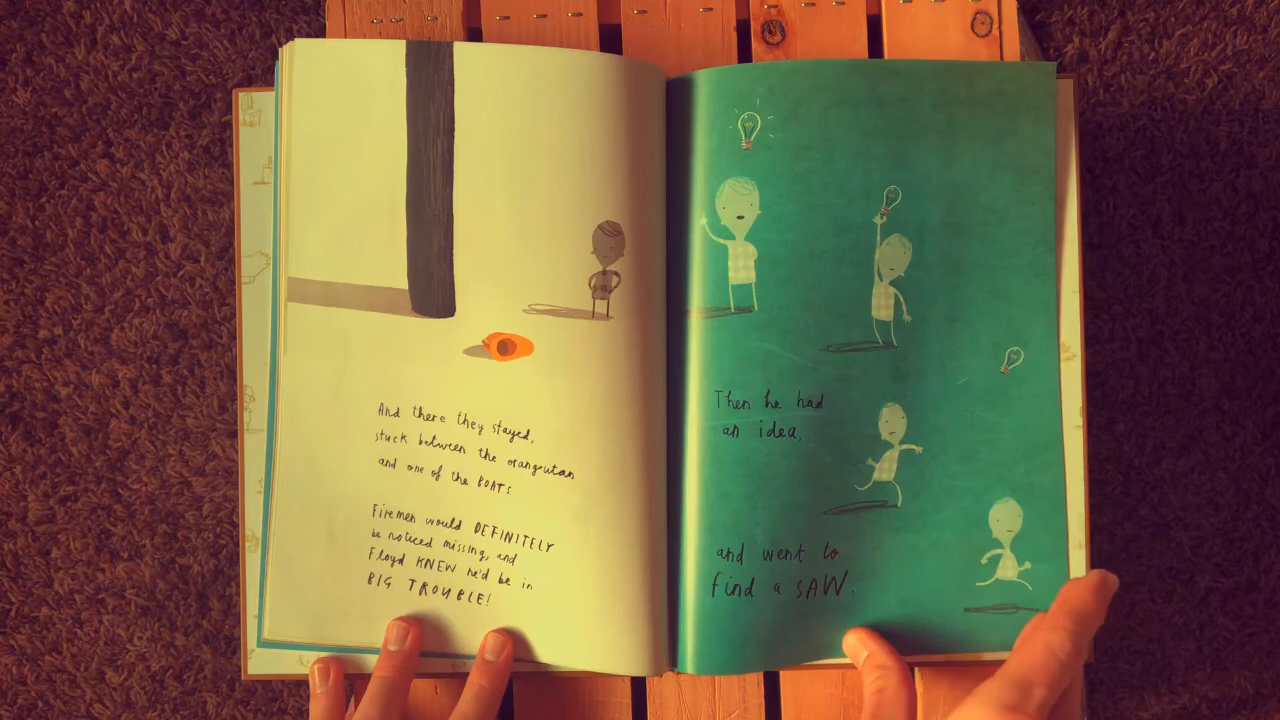 And there they stayed,
stuck between the orangutan
and one of the BOATS.
Firemen would DEFINITELY
be noticed missing, and
Floyd KNEW he'd be in
BIG TROUBLE!
Then he had
an idea,
and went to
find a SAW.